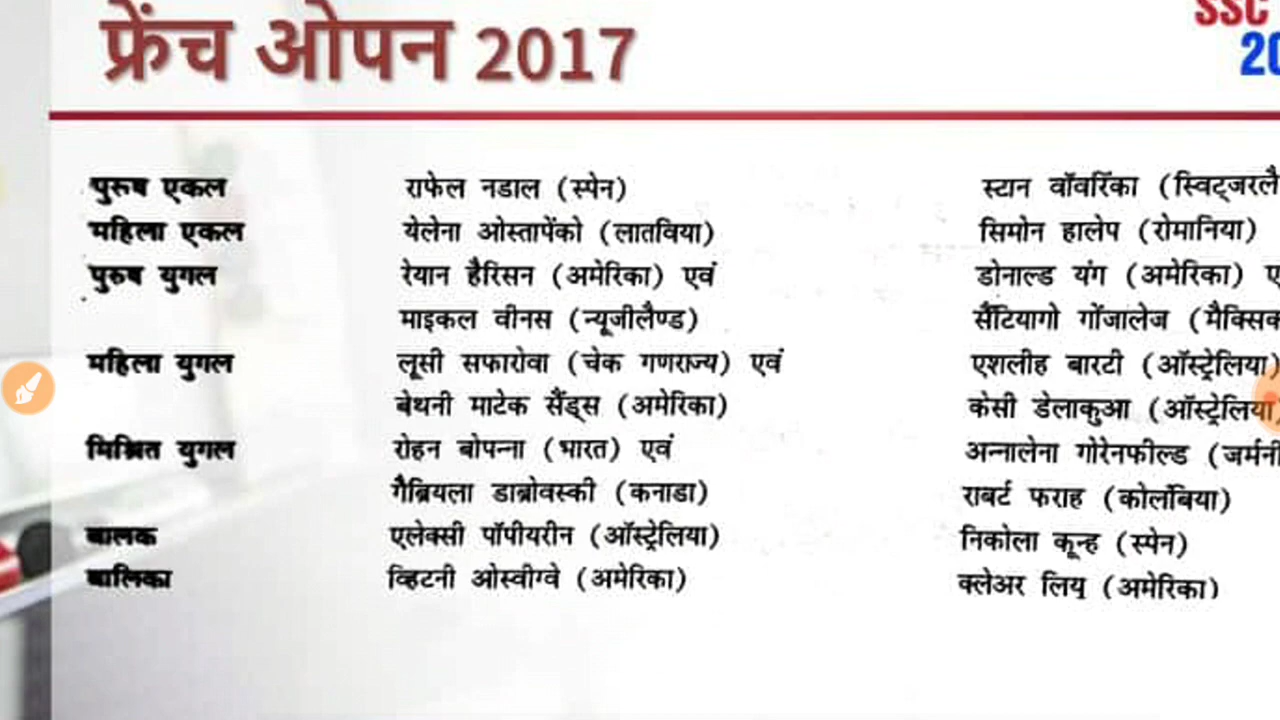 फ्रेंच ओपन 2017
SSC
पुरुष एकल राफेल नडाल (स्पेन) स्टान वॉवरिंका (स्विट्जरलै
महिला एकल येलेना ओस्तापेंको (लातविया) सिमोन हालेप (रोमानिया)
पुरुष युगल रेयान हैरिसन (अमेरिका) एवं डोनाल्ड यंग (अमेरिका) ए
माइकल वीनस (न्यूजीलैण्ड) सैंटियागो गोंजालेज (मैक्सिक
महिला युगल लूसी सफारोवा (चेक गणराज्य) एवं एशलीह बारटी (ऑस्ट्रेलिया)
बेथनी माटेक सैंड्स (अमेरिका) केसी डेलाकुआ (ऑस्ट्रेलिया)
मिश्रित युगल रोहन बोपन्ना (भारत) एवं अन्नालेना गोरेनफील्ड (जर्मनी
गैब्रियला डाब्रोवस्की (कनाडा) राबर्ट फराह (कोलंबिया)
बालक एलेक्सी पॉपीयरीन (ऑस्ट्रेलिया) निकोला कून्ह (स्पेन)
बालिका व्हिटनी ओस्वीग्वे (अमेरिका) क्लेअर लियु (अमेरिका)